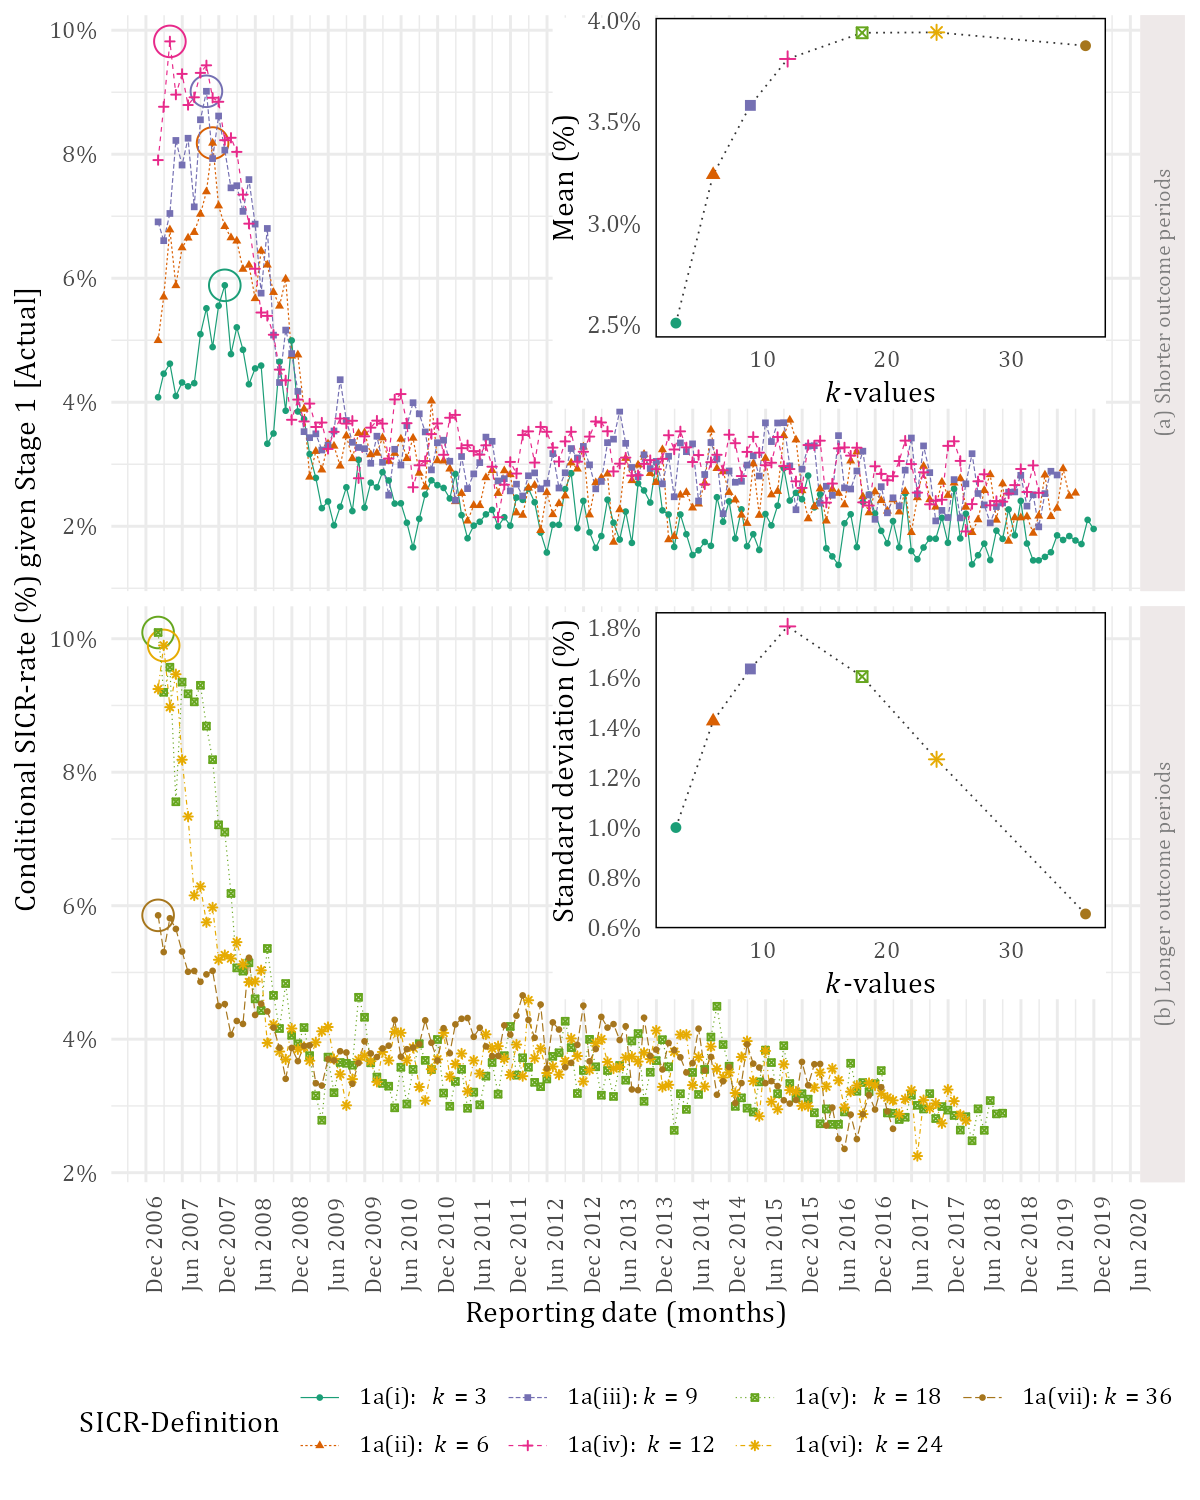 Conditional SICR-rate (%) given Stage 1 [Actual]
10%
8%
6%
4%
2%
Mean (%)
4.0%
3.5%
3.0%
2.5%
10 20 30
k-values
(a) Shorter outcome periods
10%
8%
6%
4%
2%
Standard deviation (%)
1.8%
1.6%
1.4%
1.2%
1.0%
0.8%
0.6%
10 20 30
k-values
(b) Longer outcome periods
Dec 2006
Jun 2007
Dec 2007
Jun 2008
Dec 2008
Jun 2009
Dec 2009
Jun 2010
Dec 2010
Jun 2011
Dec 2011
Jun 2012
Dec 2012
Jun 2013
Dec 2013
Jun 2014
Dec 2014
Jun 2015
Dec 2015
Jun 2016
Dec 2016
Jun 2017
Dec 2017
Jun 2018
Dec 2018
Jun 2019
Dec 2019
Jun 2020
Reporting date (months)
SICR-Definition
1a(i): k = 3 1a(iii): k = 9 1a(v): k = 18 1a(vii): k = 36
1a(ii): k = 6 1a(iv): k = 12 1a(vi): k = 24